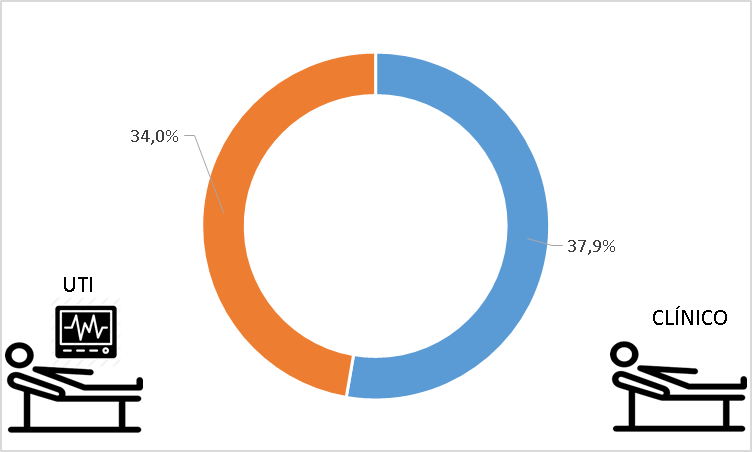 34,0%
37,9%
UTI
CLÍNICO